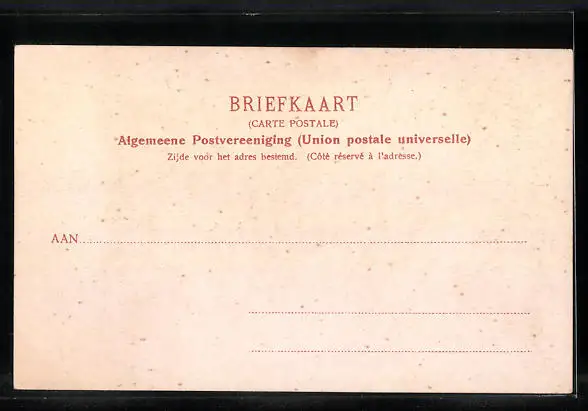 BRIEFKAART
(CARTE POSTALE)
Algemeene Postvereeniging (Union postale universelle)
Zijde voor het adres bestemd. (Côté réservé à l'adresse.)
AAN